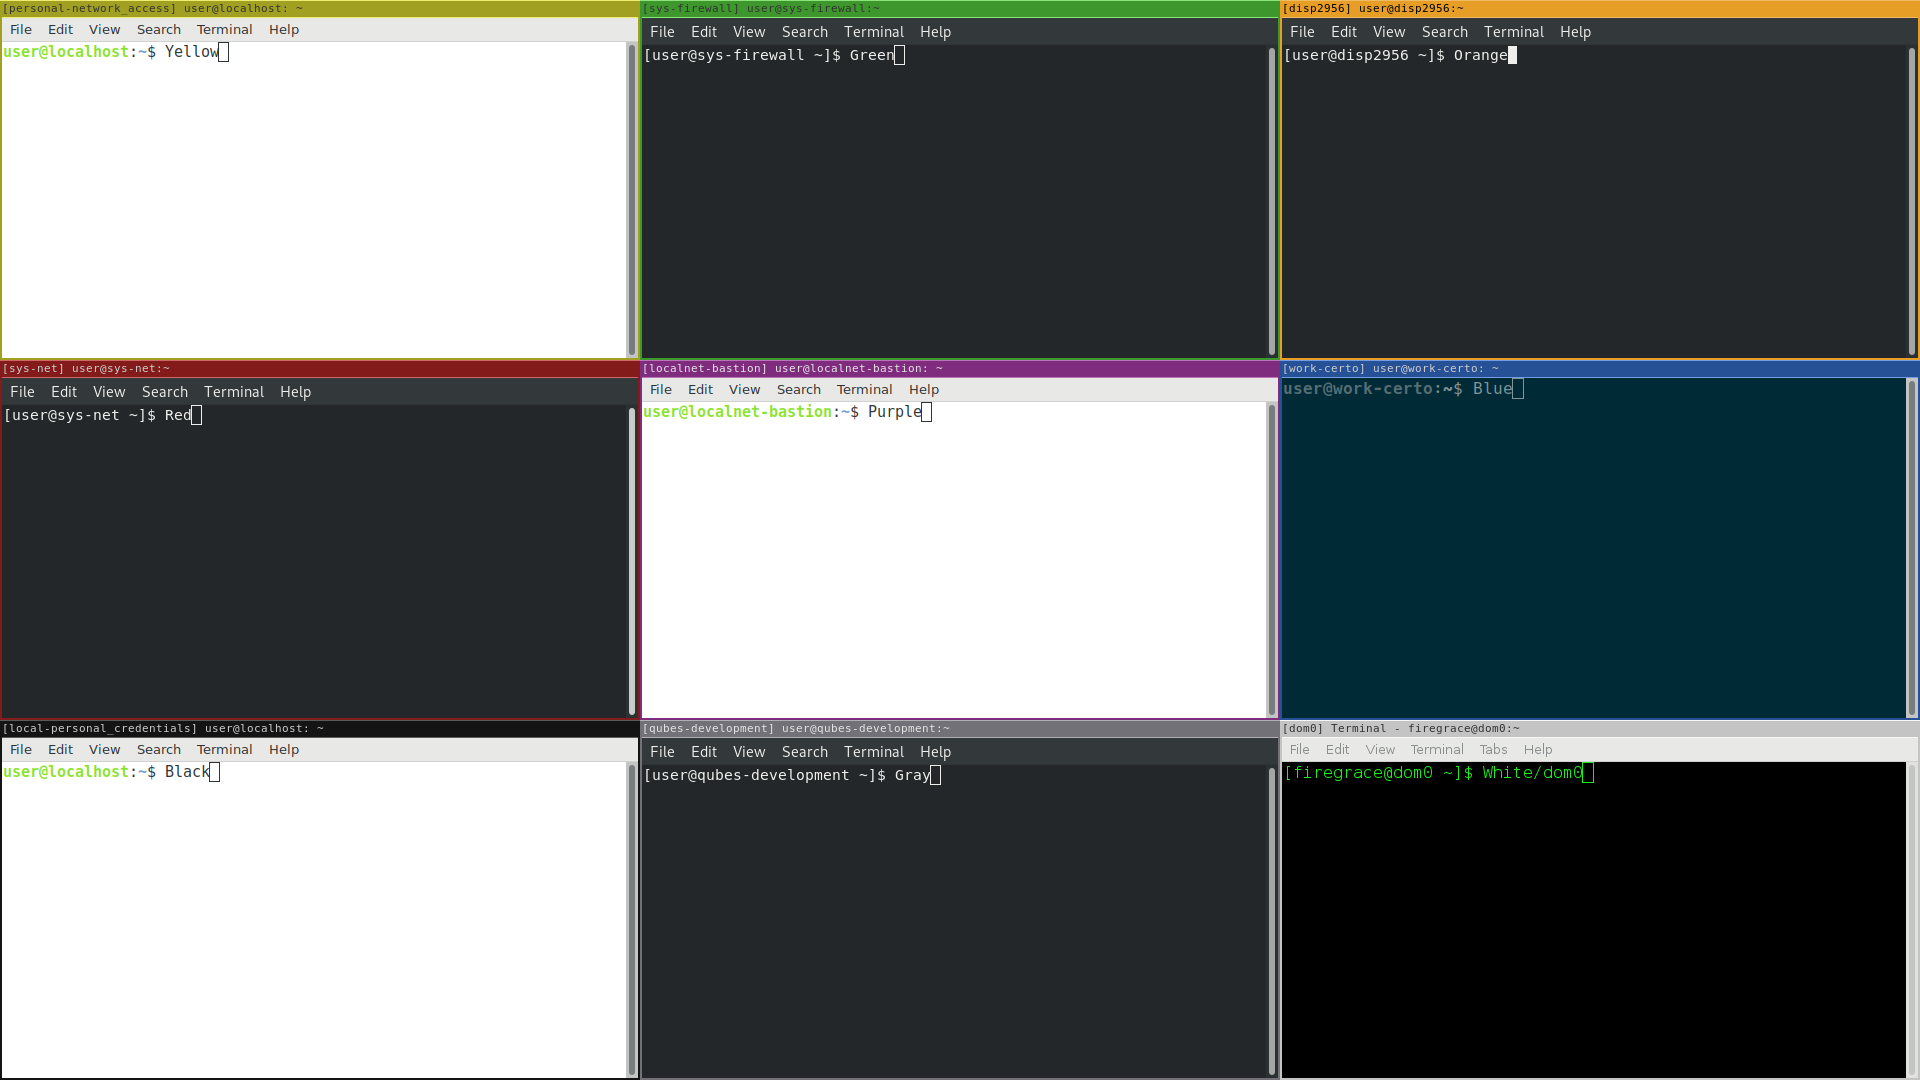 [personal-network_access] user@localhost: ~
File Edit View Search Terminal Help
user@localhost:~$ Yellow
[sys-firewall] user@sys-firewall:~
File Edit View Search Terminal Help
[user@sys-firewall ~]$ Green
[disp2956] user@disp2956:~
File Edit View Search Terminal Help
[user@disp2956 ~]$ Orange
[sys-net] user@sys-net:~
File Edit View Search Terminal Help
[user@sys-net ~]$ Red
[localnet-bastion] user@localnet-bastion: ~
File Edit View Search Terminal Help
user@localnet-bastion:~$ Purple
[work-certo] user@work-certo: ~
user@work-certo:~$ Blue
[local-personal_credentials] user@localhost: ~
File Edit View Search Terminal Help
user@localhost:~$ Black
[qubes-development] user@qubes-development:~
File Edit View Search Terminal Help
[user@qubes-development ~]$ Gray
[dom0] Terminal - firegrace@dom0:~
File Edit View Terminal Tabs Help
[firegrace@dom0 ~]$ White/dom0